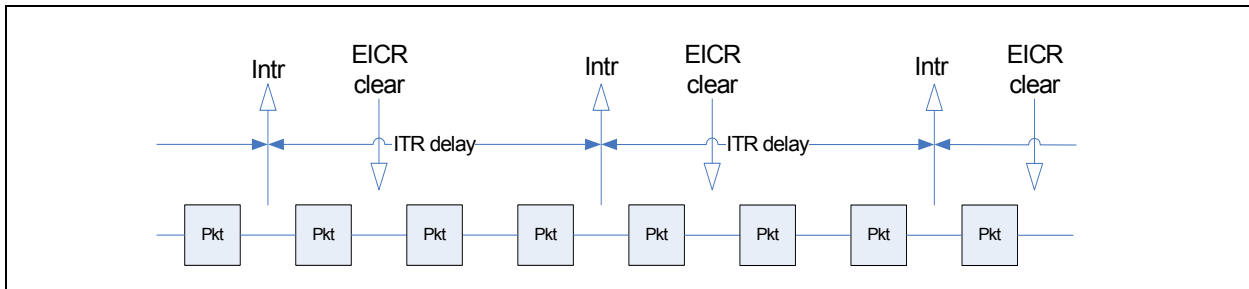 Intr
EICR
clear
Intr
EICR
clear
Intr
EICR
clear
ITR delay
ITR delay
Pkt
Pkt
Pkt
Pkt
Pkt
Pkt
Pkt
Pkt